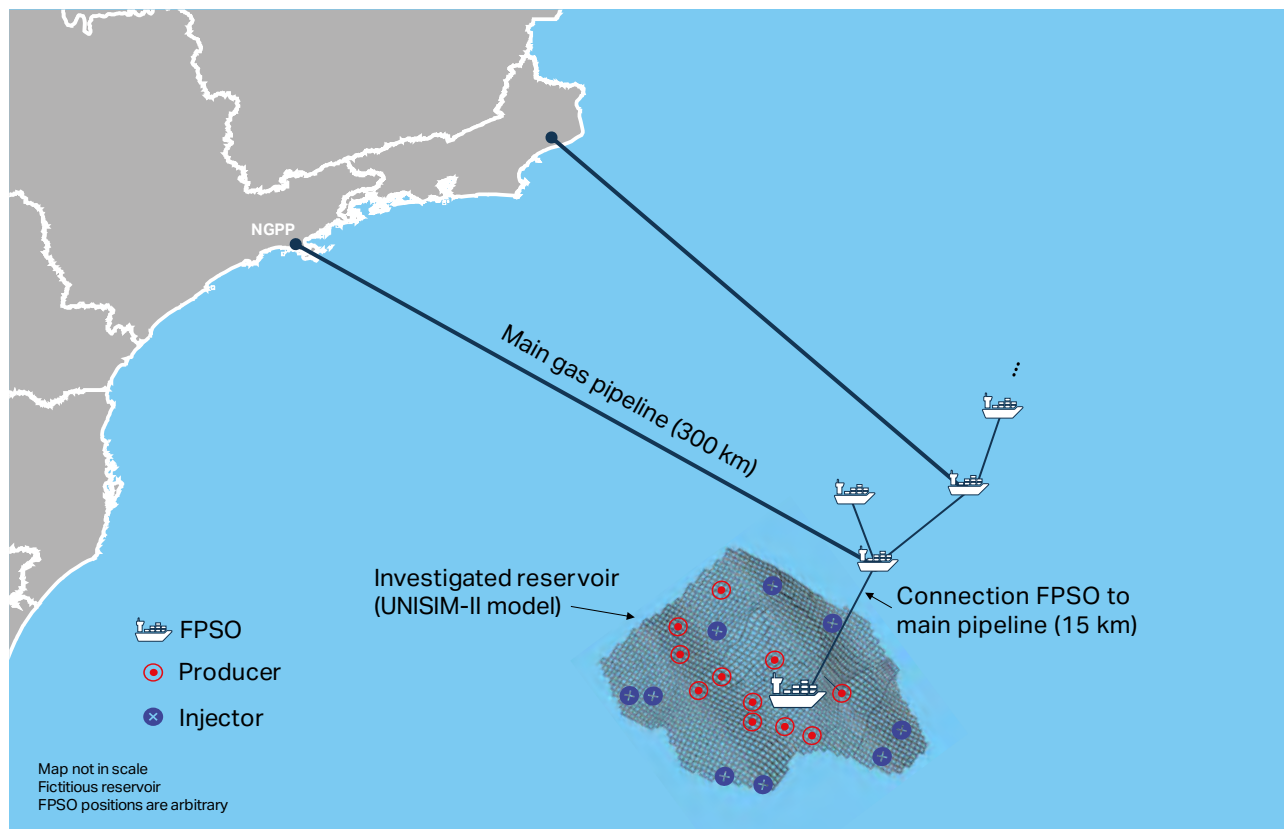 NGPP
Main gas pipeline (300 km)
⋮
Investigated reservoir
(UNISIM-II model)
Connection FPSO to
main pipeline (15 km)
FPSO
Producer
Injector
Map not in scale
Fictitious reservoir
FPSO positions are arbitrary